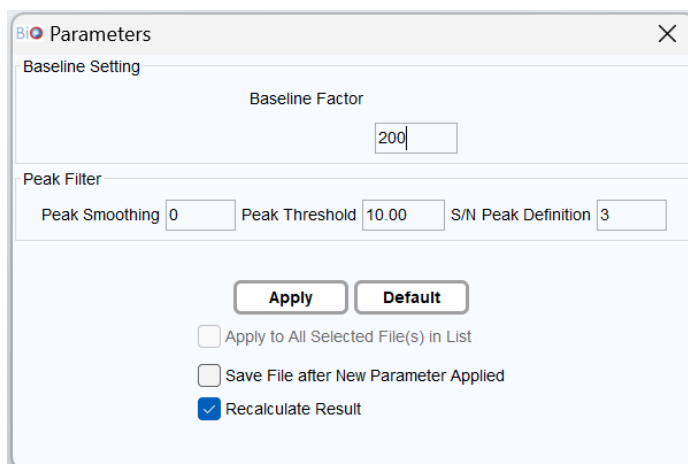 BiO Parameters
Baseline Setting
Baseline Factor
200
Peak Filter
Peak Smoothing 0 Peak Threshold 10.00 S/N Peak Definition 3
Apply Default
Apply to All Selected File(s) in List
Save File after New Parameter Applied
Recalculate Result